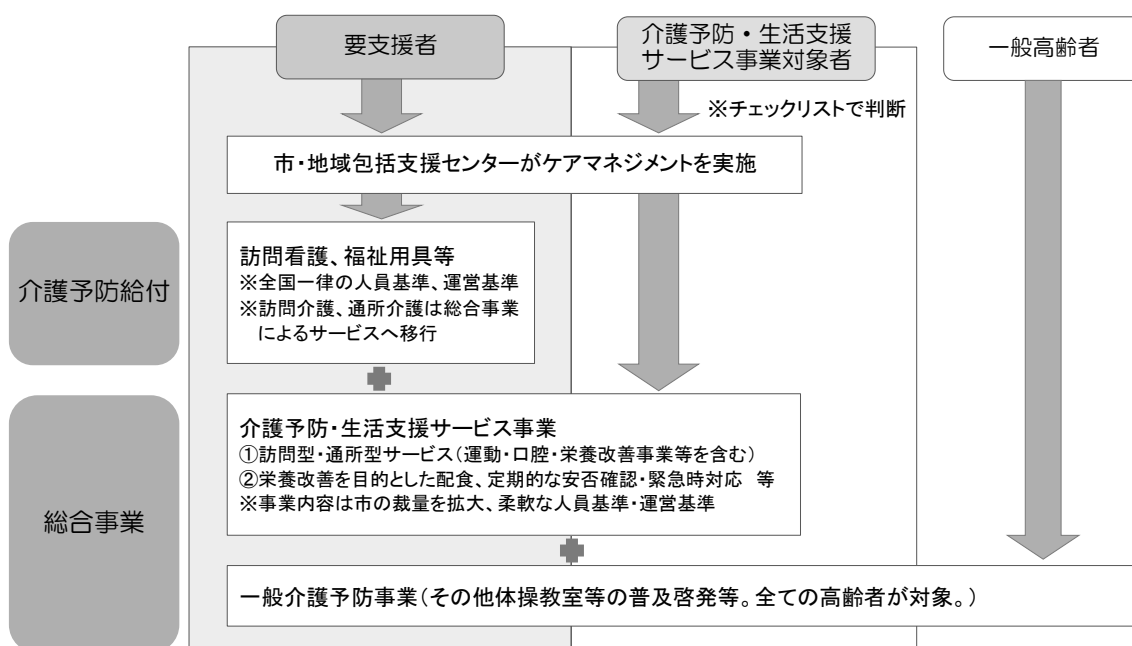 要支援者
介護予防・生活支援
サービス事業対象者
一般高齢者
※チェックリストで判断
市・地域包括支援センターがケアマネジメントを実施
介護予防給付
訪問看護、福祉用具等
※全国一律の人員基準、運営基準
※訪問介護、通所介護は総合事業
によるサービスへ移行
総合事業
介護予防・生活支援サービス事業
①訪問型・通所型サービス(運動・口腔・栄養改善事業等を含む)
②栄養改善を目的とした配食、定期的な安否確認・緊急時対応　等
※事業内容は市の裁量を拡大、柔軟な人員基準・運営基準
一般介護予防事業(その他体操教室等の普及啓発等。全ての高齢者が対象。)